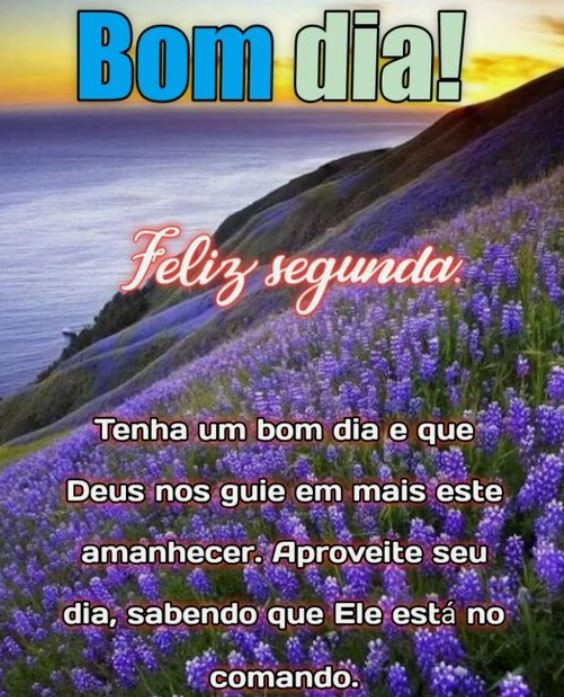 Bom dia!
Feliz segunda.
Tenha um bom dia e que
Deus nos guie em mais este
amanhecer. Aproveite seu
dia, sabendo que Ele está no
comando.